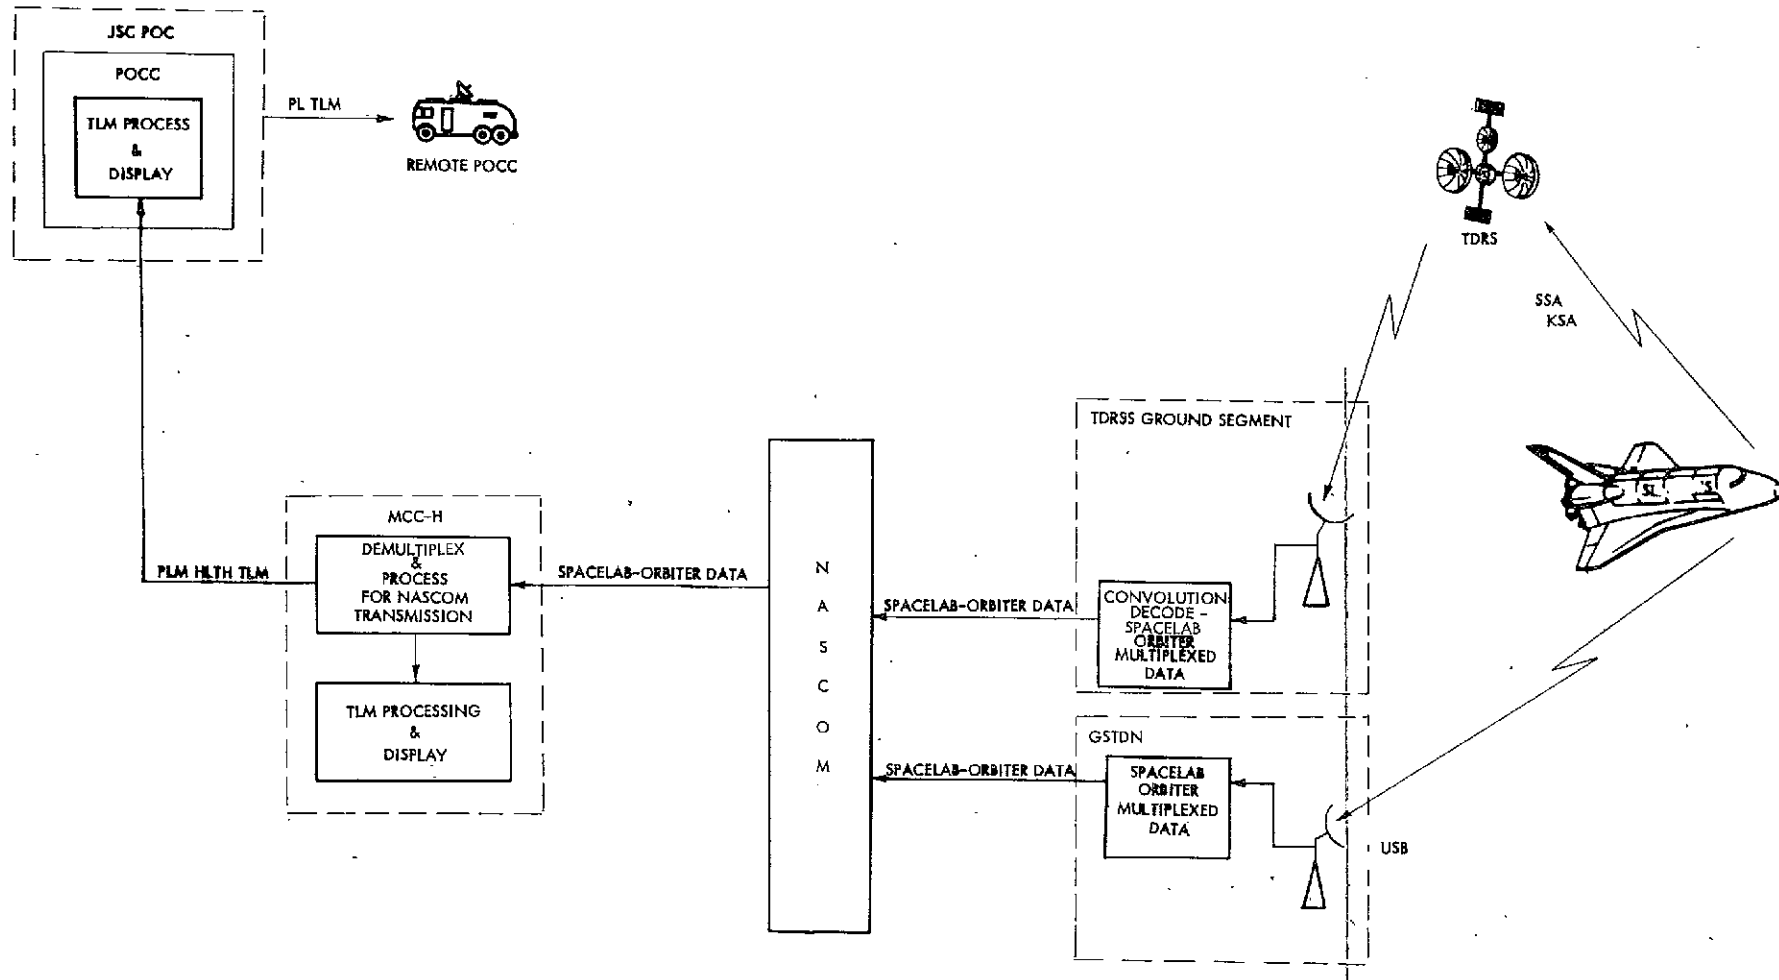 JSC POC
POCC
TLM PROCESS
&
DISPLAY
PL TLM
REMOTE POCC
TDRS
SSA
KSA
TDRSS GROUND SEGMENT
CONVOLUTION
DECODE -
SPACELAB
ORBITER
MULTIPLEXED
DATA
SPACELAB-ORBITER DATA
SL
N
A
S
C
O
M
SPACELAB-ORBITER DATA
MCC-H
DEMULTIPLEX
&
PROCESS
FOR NASCOM
TRANSMISSION
PLM HLTH TLM
TLM PROCESSING
&
DISPLAY
GSTDN
SPACELAB
ORBITER
MULTIPLEXED
DATA
SPACELAB-ORBITER DATA
USB